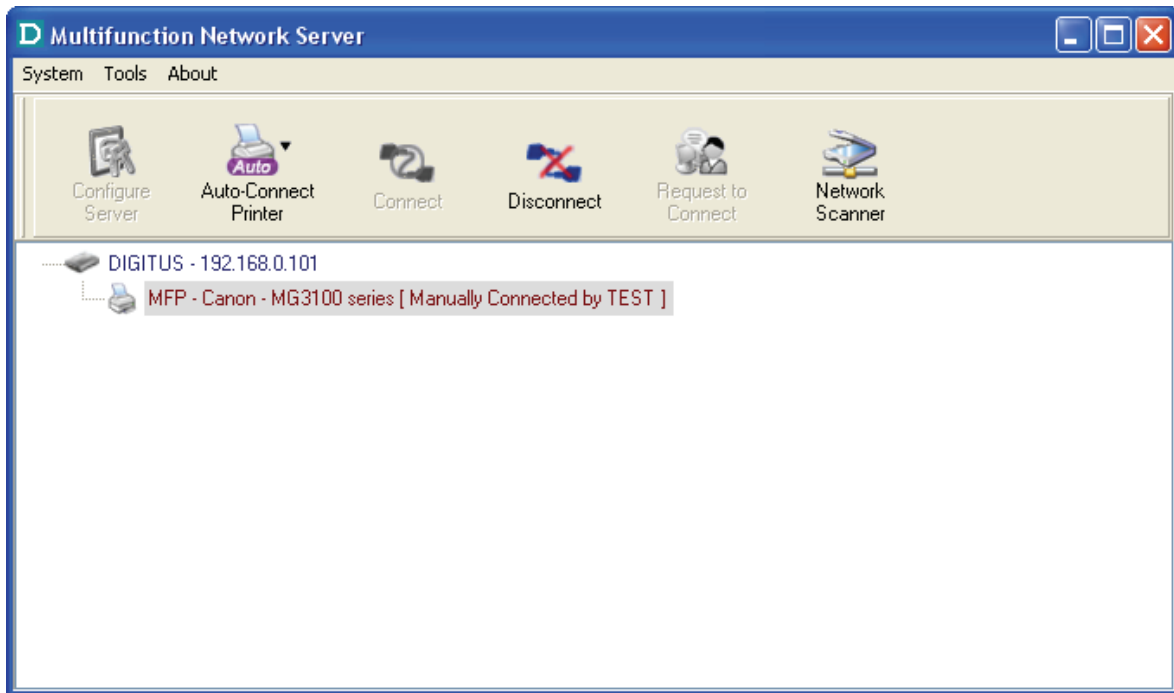 D Multifunction Network Server
System Tools About
Configure Server
Auto
Auto-Connect Printer
Connect
Disconnect
Request to Connect
Network Scanner
DIGITUS - 192.168.0.101
MFP - Canon - MG3100 series [ Manually Connected by TEST ]